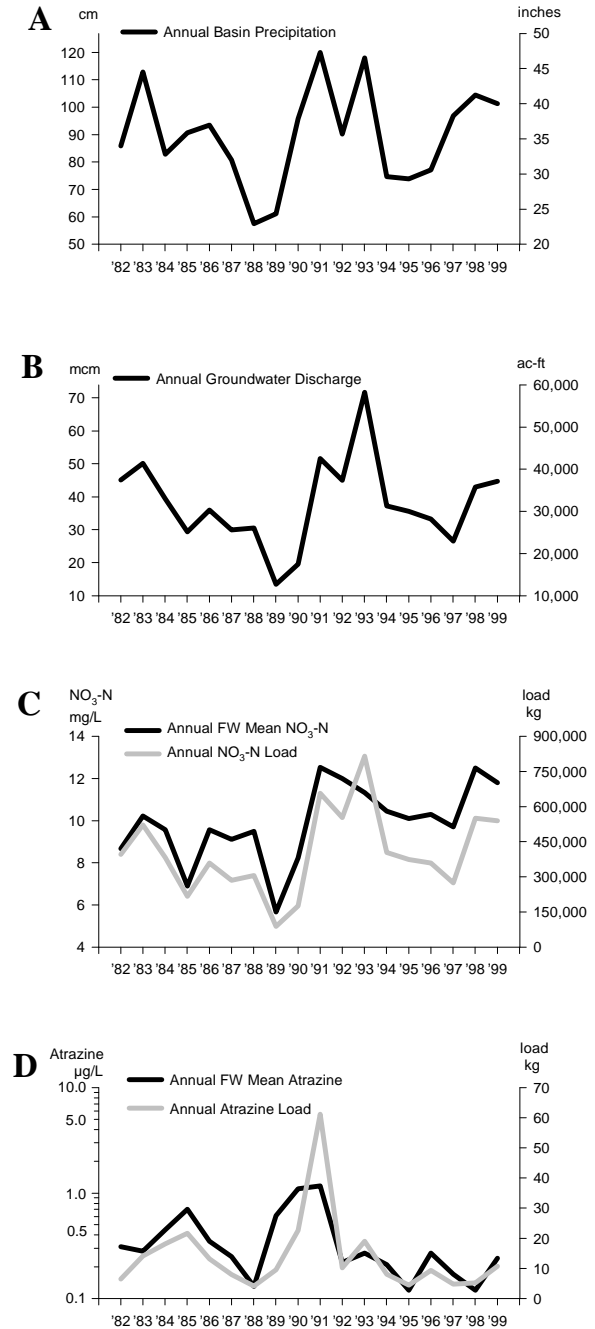 A
cm
inches
Annual Basin Precipitation
120
110
100
90
80
70
60
50
50
45
40
35
30
25
20
'82 '83 '84 '85 '86 '87 '88 '89 '90 '91 '92 '93 '94 '95 '96 '97 '98 '99
B
mcm
ac-ft
Annual Groundwater Discharge
70
60
50
40
30
20
10
60,000
50,000
40,000
30,000
20,000
10,000
'82 '83 '84 '85 '86 '87 '88 '89 '90 '91 '92 '93 '94 '95 '96 '97 '98 '99
C
NO3-N
mg/L
load
kg
Annual FW Mean NO3-N
Annual NO3-N Load
14
12
10
8
6
4
900,000
750,000
600,000
450,000
300,000
150,000
0
'82 '83 '84 '85 '86 '87 '88 '89 '90 '91 '92 '93 '94 '95 '96 '97 '98 '99
D
Atrazine
µg/L
load
kg
Annual FW Mean Atrazine
Annual Atrazine Load
10.0
5.0
1.0
0.5
0.1
70
60
50
40
30
20
10
0
'82 '83 '84 '85 '86 '87 '88 '89 '90 '91 '92 '93 '94 '95 '96 '97 '98 '99